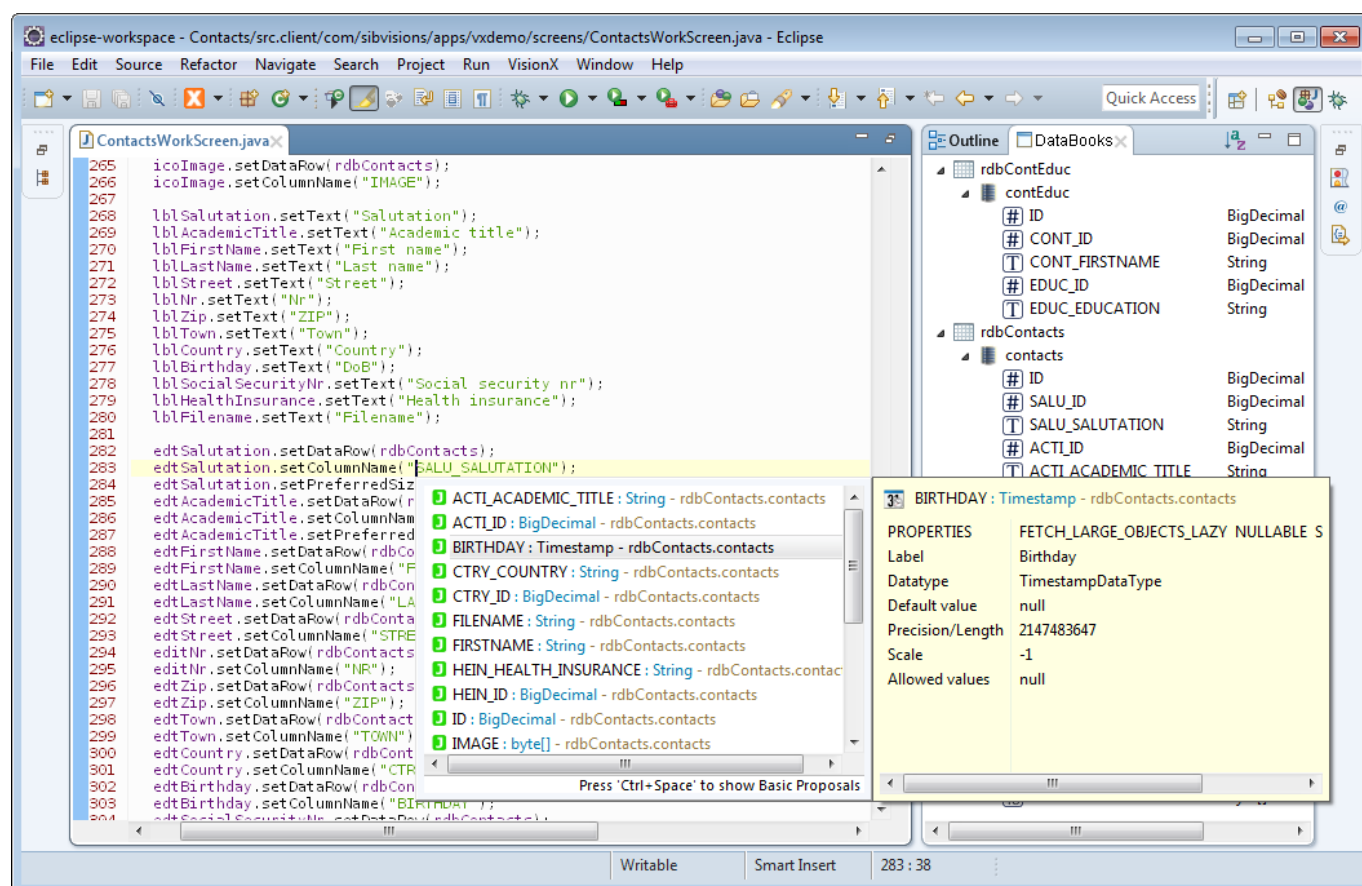 eclipse-workspace - Contacts/src.client/com/sibvisions/apps/vxdemo/screens/ContactsWorkScreen.java - Eclipse
File Edit Source Refactor Navigate Search Project Run VisionX Window Help
Quick Access
ContactsWorkScreen.java
265 icoImage.setDataRow(rdbContacts);
266 icoImage.setColumnName("IMAGE");
267
268 lblSalutation.setText("Salutation");
269 lblAcademicTitle.setText("Academic title");
270 lblFirstName.setText("First name");
271 lblLastName.setText("Last name");
272 lblStreet.setText("Street");
273 lblNr.setText("Nr");
274 lblZip.setText("ZIP");
275 lblTown.setText("Town");
276 lblCountry.setText("Country");
277 lblBirthday.setText("DoB");
278 lblSocialSecurityNr.setText("Social security nr");
279 lblHealthInsurance.setText("Health insurance");
280 lblFilename.setText("Filename");
281
282 edtSalutation.setDataRow(rdbContacts);
283 edtSalutation.setColumnName("SALU_SALUTATION");
284 edtSalutation.setPreferredSiz
285 edtAcademicTitle.setDataRow(r
286 edtAcademicTitle.setColumnNam
287 edtAcademicTitle.setPreferred
288 edtFirstName.setDataRow(rdbCo
289 edtFirstName.setColumnName("F
290 edtLastName.setDataRow(rdbCon
291 edtLastName.setColumnName("LA
292 edtStreet.setDataRow(rdbConta
293 edtStreet.setColumnName("STRE
294 editNr.setDataRow(rdbContacts
295 editNr.setColumnName("NR");
296 edtZip.setDataRow(rdbContacts
297 edtZip.setColumnName("ZIP");
298 edtTown.setDataRow(rdbContact
299 edtTown.setColumnName("TOWN")
300 edtCountry.setDataRow(rdbCont
301 edtCountry.setColumnName("CTR
302 edtBirthday.setDataRow(rdbCon
303 edtBirthday.setColumnName("BIRTHDAY");
304 edtSocialSecurityNr.setDataRow(rdbContacts);
ACTI_ACADEMIC_TITLE : String - rdbContacts.contacts
ACTI_ID : BigDecimal - rdbContacts.contacts
BIRTHDAY : Timestamp - rdbContacts.contacts
CTRY_COUNTRY : String - rdbContacts.contacts
CTRY_ID : BigDecimal - rdbContacts.contacts
FILENAME : String - rdbContacts.contacts
FIRSTNAME : String - rdbContacts.contacts
HEIN_HEALTH_INSURANCE : String - rdbContacts.contac
HEIN_ID : BigDecimal - rdbContacts.contacts
ID : BigDecimal - rdbContacts.contacts
IMAGE : byte[] - rdbContacts.contacts
Press 'Ctrl+Space' to show Basic Proposals
Outline DataBooks
rdbContEduc
contEduc
# ID BigDecimal
# CONT_ID BigDecimal
T CONT_FIRSTNAME String
# EDUC_ID BigDecimal
T EDUC_EDUCATION String
rdbContacts
contacts
# ID BigDecimal
# SALU_ID BigDecimal
T SALU_SALUTATION String
# ACTI_ID BigDecimal
T ACTI_ACADEMIC_TITLE String
BIRTHDAY : Timestamp - rdbContacts.contacts
PROPERTIES FETCH_LARGE_OBJECTS_LAZY NULLABLE S
Label Birthday
Datatype TimestampDataType
Default value null
Precision/Length 2147483647
Scale -1
Allowed values null
Writable Smart Insert 283 : 38